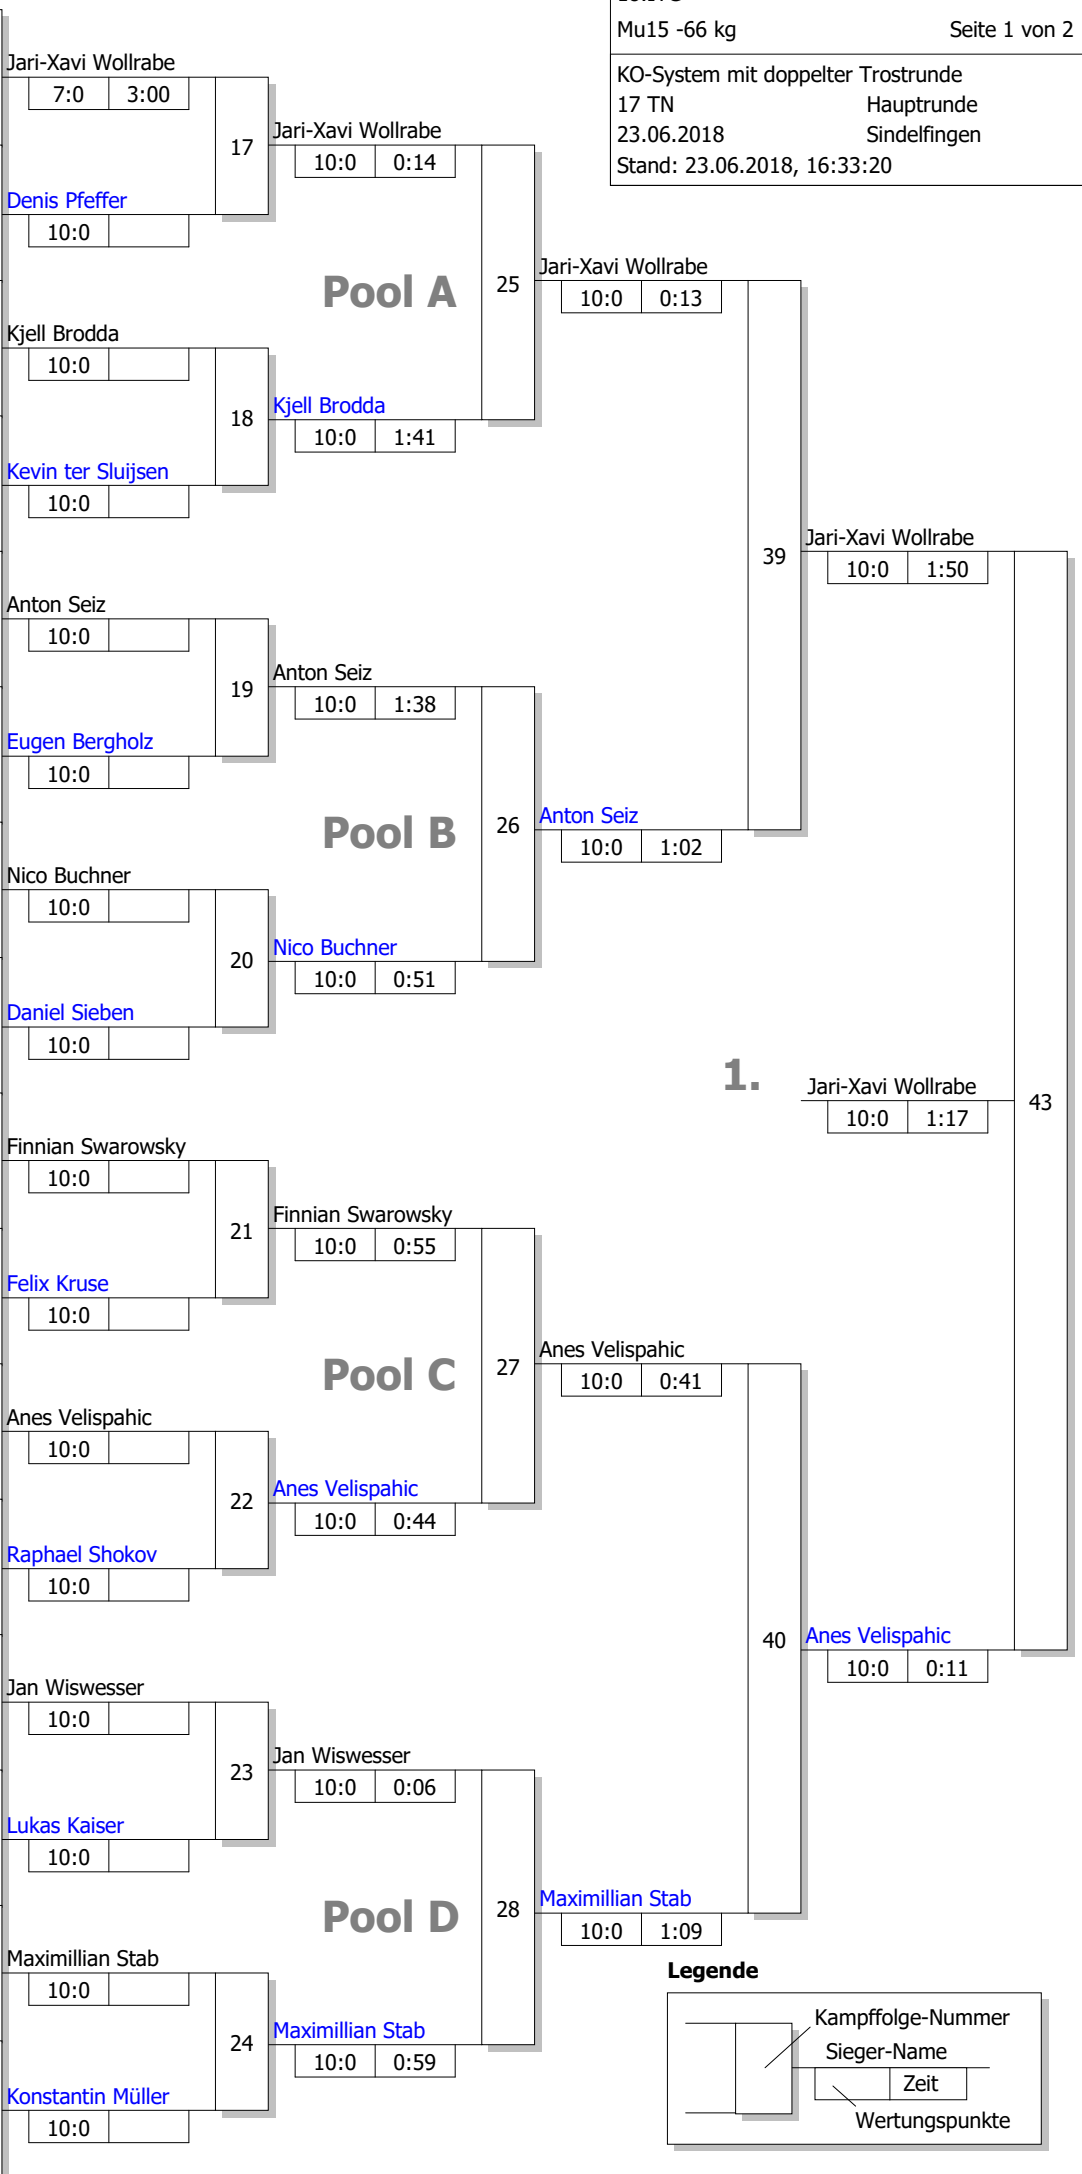 Mu15 -66 kg Seite 1 von 2
KO-System mit doppelter Trostrunde
17 TN Hauptrunde
23.06.2018 Sindelfingen
Stand: 23.06.2018, 16:33:20
Jari-Xavi Wollrabe
7:0 3:00
17
Denis Pfeffer
10:0
Jari-Xavi Wollrabe
10:0 0:14
Pool A
25
Kjell Brodda
10:0
18
Kevin ter Sluijsen
10:0
Kjell Brodda
10:0 1:41
Jari-Xavi Wollrabe
10:0 0:13
39
Anton Seiz
10:0
19
Eugen Bergholz
10:0
Anton Seiz
10:0 1:38
Pool B
26
Nico Buchner
10:0
20
Daniel Sieben
10:0
Nico Buchner
10:0 0:51
Anton Seiz
10:0 1:02
Jari-Xavi Wollrabe
10:0 1:50
1.
Jari-Xavi Wollrabe
10:0 1:17
43
Finnian Swarowsky
10:0
21
Felix Kruse
10:0
Finnian Swarowsky
10:0 0:55
Pool C
27
Anes Velispahic
10:0
22
Raphael Shokov
10:0
Anes Velispahic
10:0 0:44
Anes Velispahic
10:0 0:41
40
Anes Velispahic
10:0 0:11
Jan Wiswesser
10:0
23
Lukas Kaiser
10:0
Jan Wiswesser
10:0 0:06
Pool D
28
Maximillian Stab
10:0
24
Konstantin Müller
10:0
Maximillian Stab
10:0 0:59
Maximillian Stab
10:0 1:09
Legende
Kampffolge-Nummer
Sieger-Name
Zeit
Wertungspunkte